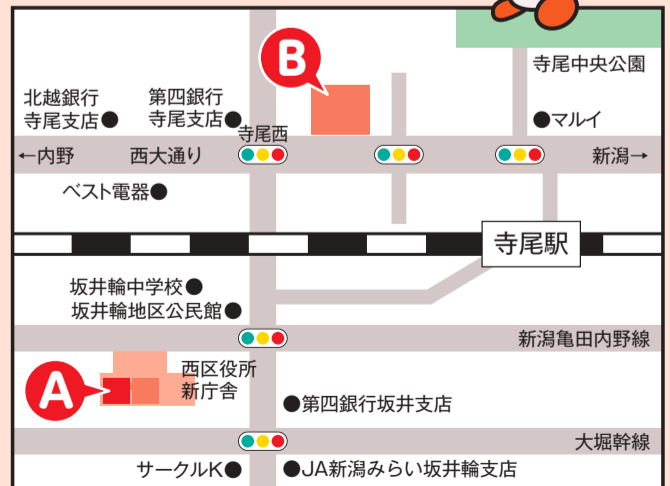 B
寺尾中央公園
北越銀行
寺尾支店●
第四銀行
寺尾支店●
寺尾西
●マルイ
←内野
西大通り
新潟→
ベスト電器●
寺尾駅
坂井輪中学校●
坂井輪地区公民館●
新潟亀田内野線
A
西区役所
新庁舎
●第四銀行坂井支店
大堀幹線
サークルK●
●JA新潟みらい坂井輪支店